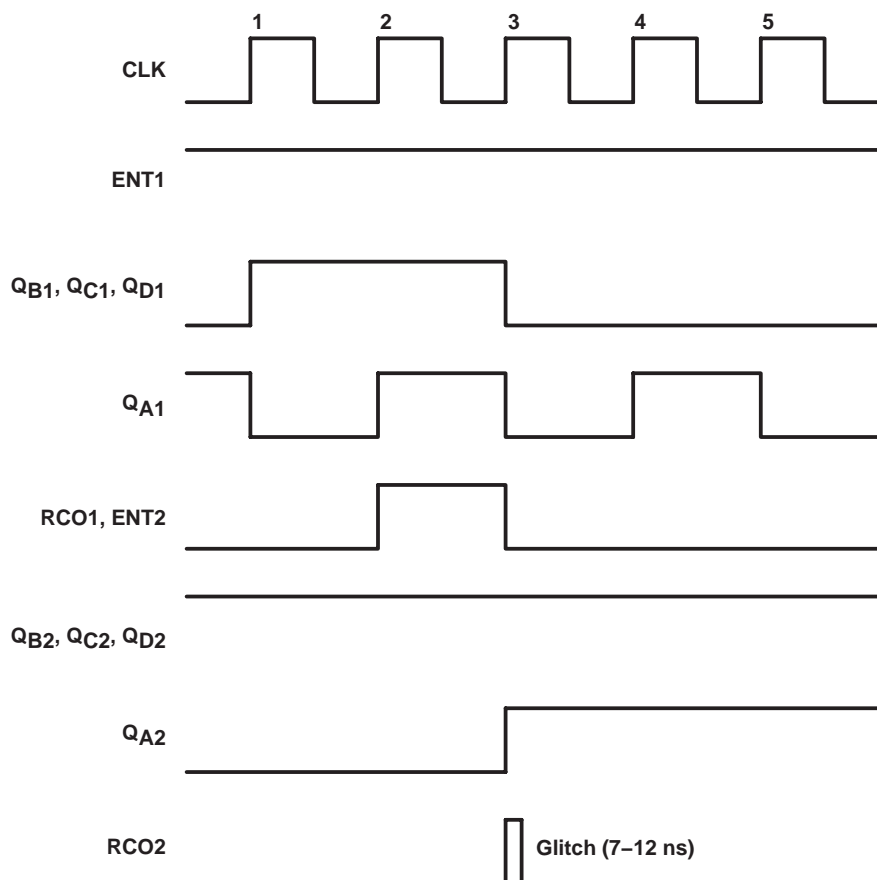 1 2 3 4 5
CLK
ENT1
QB1, QC1, QD1
QA1
RCO1, ENT2
QB2, QC2, QD2
QA2
RCO2
Glitch (7–12 ns)